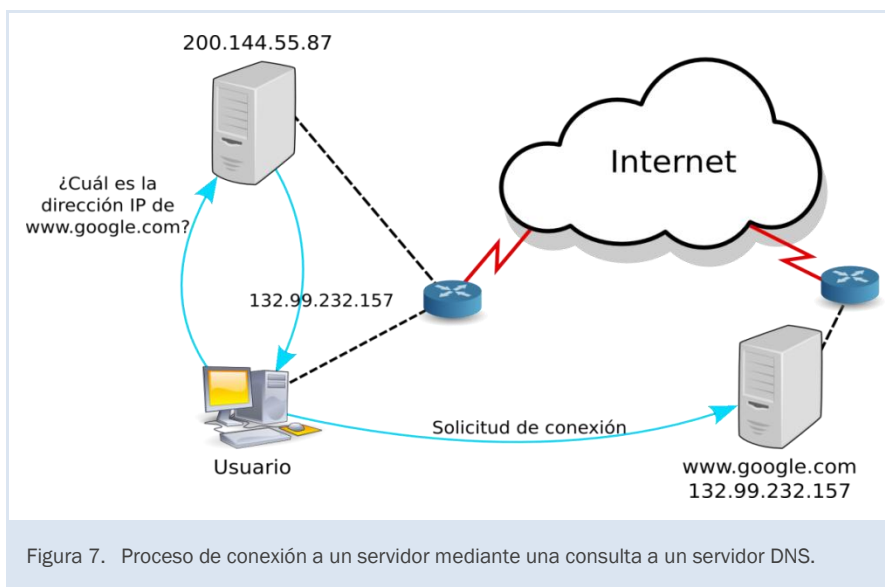 200.144.55.87
¿Cuál es la
dirección IP de
www.google.com?
132.99.232.157
Internet
Usuario
Solicitud de conexión
www.google.com
132.99.232.157
Figura 7. Proceso de conexión a un servidor mediante una consulta a un servidor DNS.